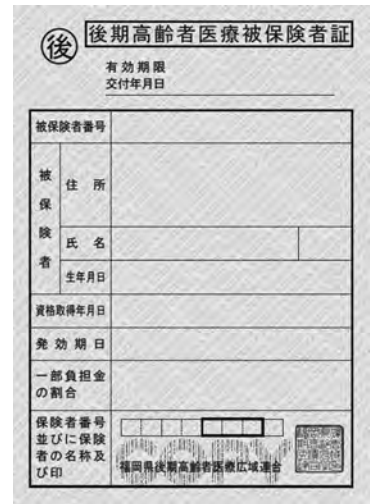 後 後期高齢者医療被保険者証
有効期限
交付年月日
被保険者番号
被保険者
住所
氏名
生年月日
資格取得年月日
発効期日
一部負担金
の割合
保険者番号
並びに保険
者の名称及
び印
COPY
福岡県後期高齢者医療広域連合